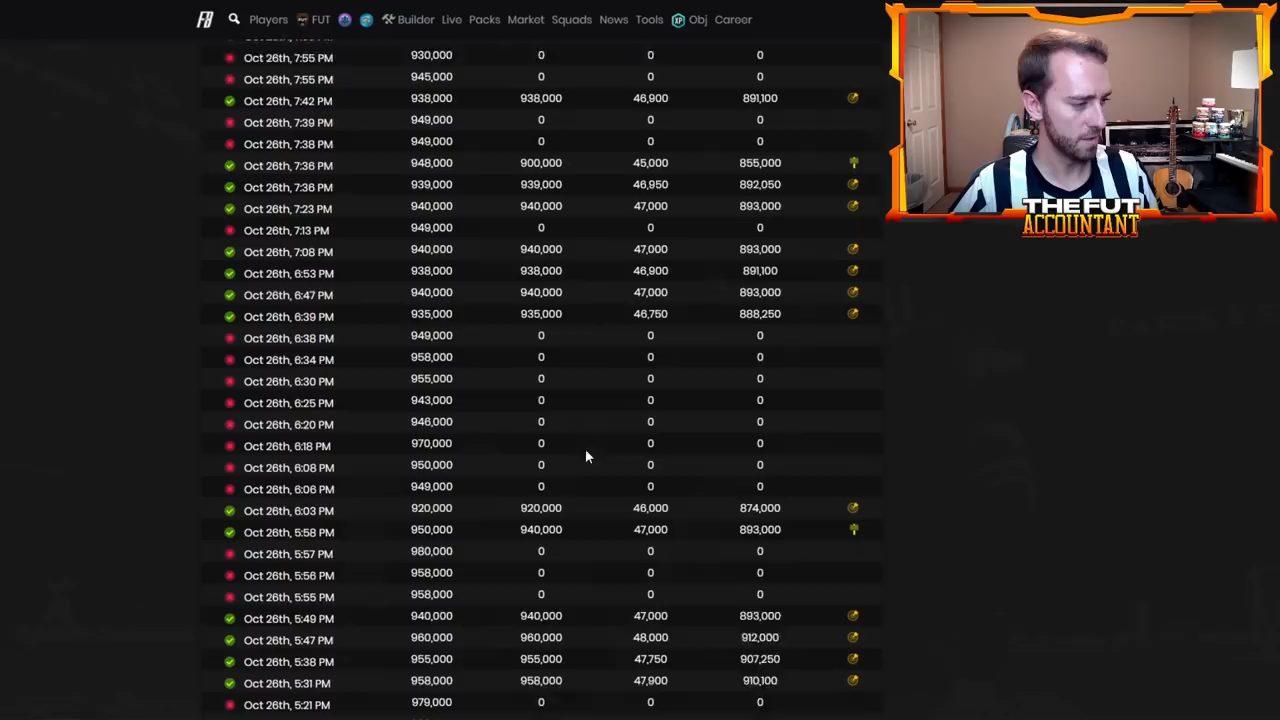 FB Players FUT Builder Live Packs Market Squads News Tools XP Obj Career
Oct 26th, 7:55 PM 930,000 0 0 0
Oct 26th, 7:55 PM 945,000 0 0 0
Oct 26th, 7:42 PM 938,000 938,000 46,900 891,100
Oct 26th, 7:39 PM 949,000 0 0 0
Oct 26th, 7:38 PM 949,000 0 0 0
Oct 26th, 7:36 PM 948,000 900,000 45,000 855,000
Oct 26th, 7:36 PM 939,000 939,000 46,950 892,050
Oct 26th, 7:23 PM 940,000 940,000 47,000 893,000
Oct 26th, 7:13 PM 946,000 0 0 0
Oct 26th, 7:08 PM 940,000 940,000 47,000 893,000
Oct 26th, 6:53 PM 938,000 938,000 46,900 891,100
Oct 26th, 6:47 PM 940,000 940,000 47,000 893,000
Oct 26th, 6:39 PM 935,000 935,000 46,750 888,250
Oct 26th, 6:38 PM 949,000 0 0 0
Oct 26th, 6:34 PM 958,000 0 0 0
Oct 26th, 6:30 PM 955,000 0 0 0
Oct 26th, 6:25 PM 943,000 0 0 0
Oct 26th, 6:20 PM 946,000 0 0 0
Oct 26th, 6:18 PM 970,000 0 0 0
Oct 26th, 6:08 PM 950,000 0 0 0
Oct 26th, 6:06 PM 949,000 0 0 0
Oct 26th, 6:03 PM 920,000 920,000 46,000 874,000
Oct 26th, 5:58 PM 950,000 940,000 47,000 893,000
Oct 26th, 5:57 PM 980,000 0 0 0
Oct 26th, 5:56 PM 958,000 0 0 0
Oct 26th, 5:55 PM 958,000 0 0 0
Oct 26th, 5:49 PM 940,000 940,000 47,000 893,000
Oct 26th, 5:47 PM 960,000 960,000 48,000 912,000
Oct 26th, 5:38 PM 955,000 955,000 47,750 907,250
Oct 26th, 5:31 PM 958,000 958,000 47,900 910,100
Oct 26th, 5:21 PM 979,000 0 0 0
THE FUT
ACCOUNTANT